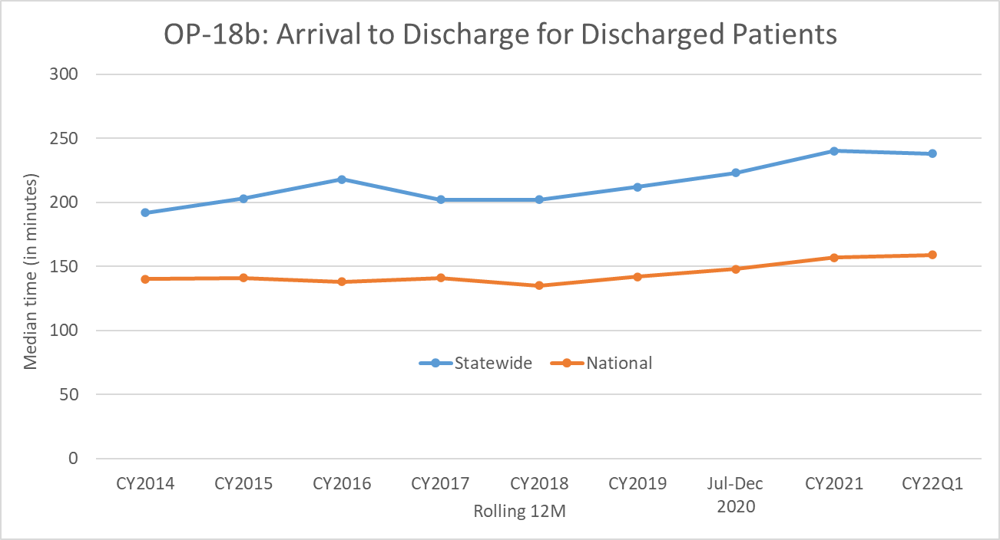 OP-18b: Arrival to Discharge for Discharged Patients
300
250
200
150
100
50
0
Median time (in minutes)
Statewide
National
CY2014
CY2015
CY2016
CY2017
CY2018
CY2019
Jul-Dec
2020
CY2021
CY22Q1
Rolling 12M